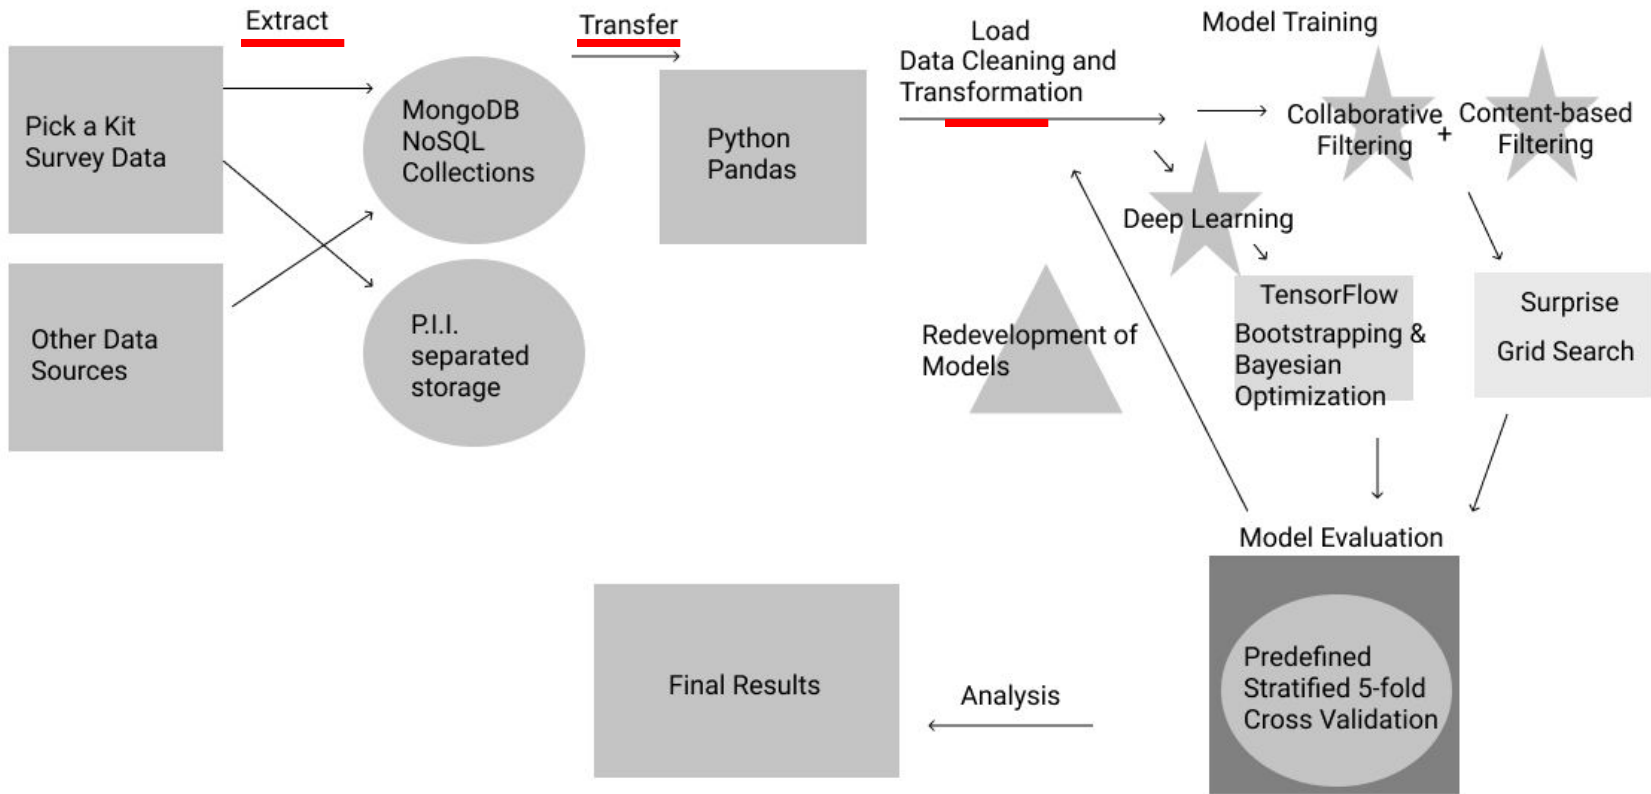 Extract
Transfer
Load
Data Cleaning and
Transformation
Model Training
Pick a Kit
Survey Data
MongoDB
NoSQL
Collections
Python
Pandas
Collaborative
Filtering
+
Content-based
Filtering
Deep Learning
Other Data
Sources
P.I.I.
separated
storage
Redevelopment of
Models
TensorFlow
Bootstrapping &
Bayesian
Optimization
Surprise
Grid Search
Model Evaluation
Predefined
Stratified 5-fold
Cross Validation
Analysis
Final Results